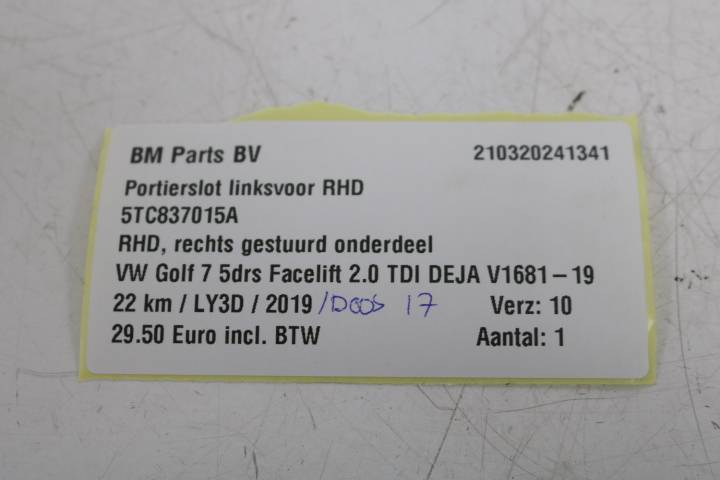 BM Parts BV 210320241341
Portierslot linksvoor RHD
5TC837015A
RHD, rechts gestuurd onderdeel
VW Golf 7 5drs Facelift 2.0 TDI DEJA V1681-19
22 km / LY3D / 2019 /Doos 17 Verz: 10
29.50 Euro incl. BTW Aantal: 1